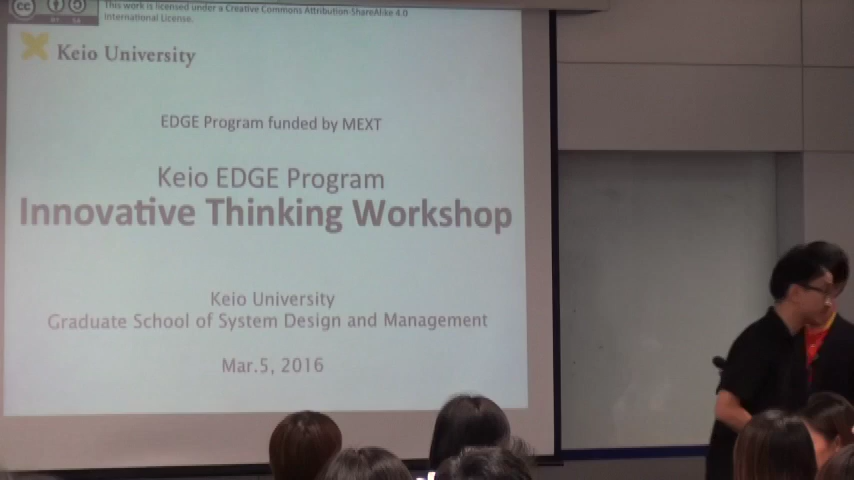 This work is licensed under a Creative Commons Attribution-ShareAlike 4.0
International License.
Keio University
EDGE Program funded by MEXT
Keio EDGE Program
Innovative Thinking Workshop
Keio University
Graduate School of System Design and Management
Mar.5, 2016